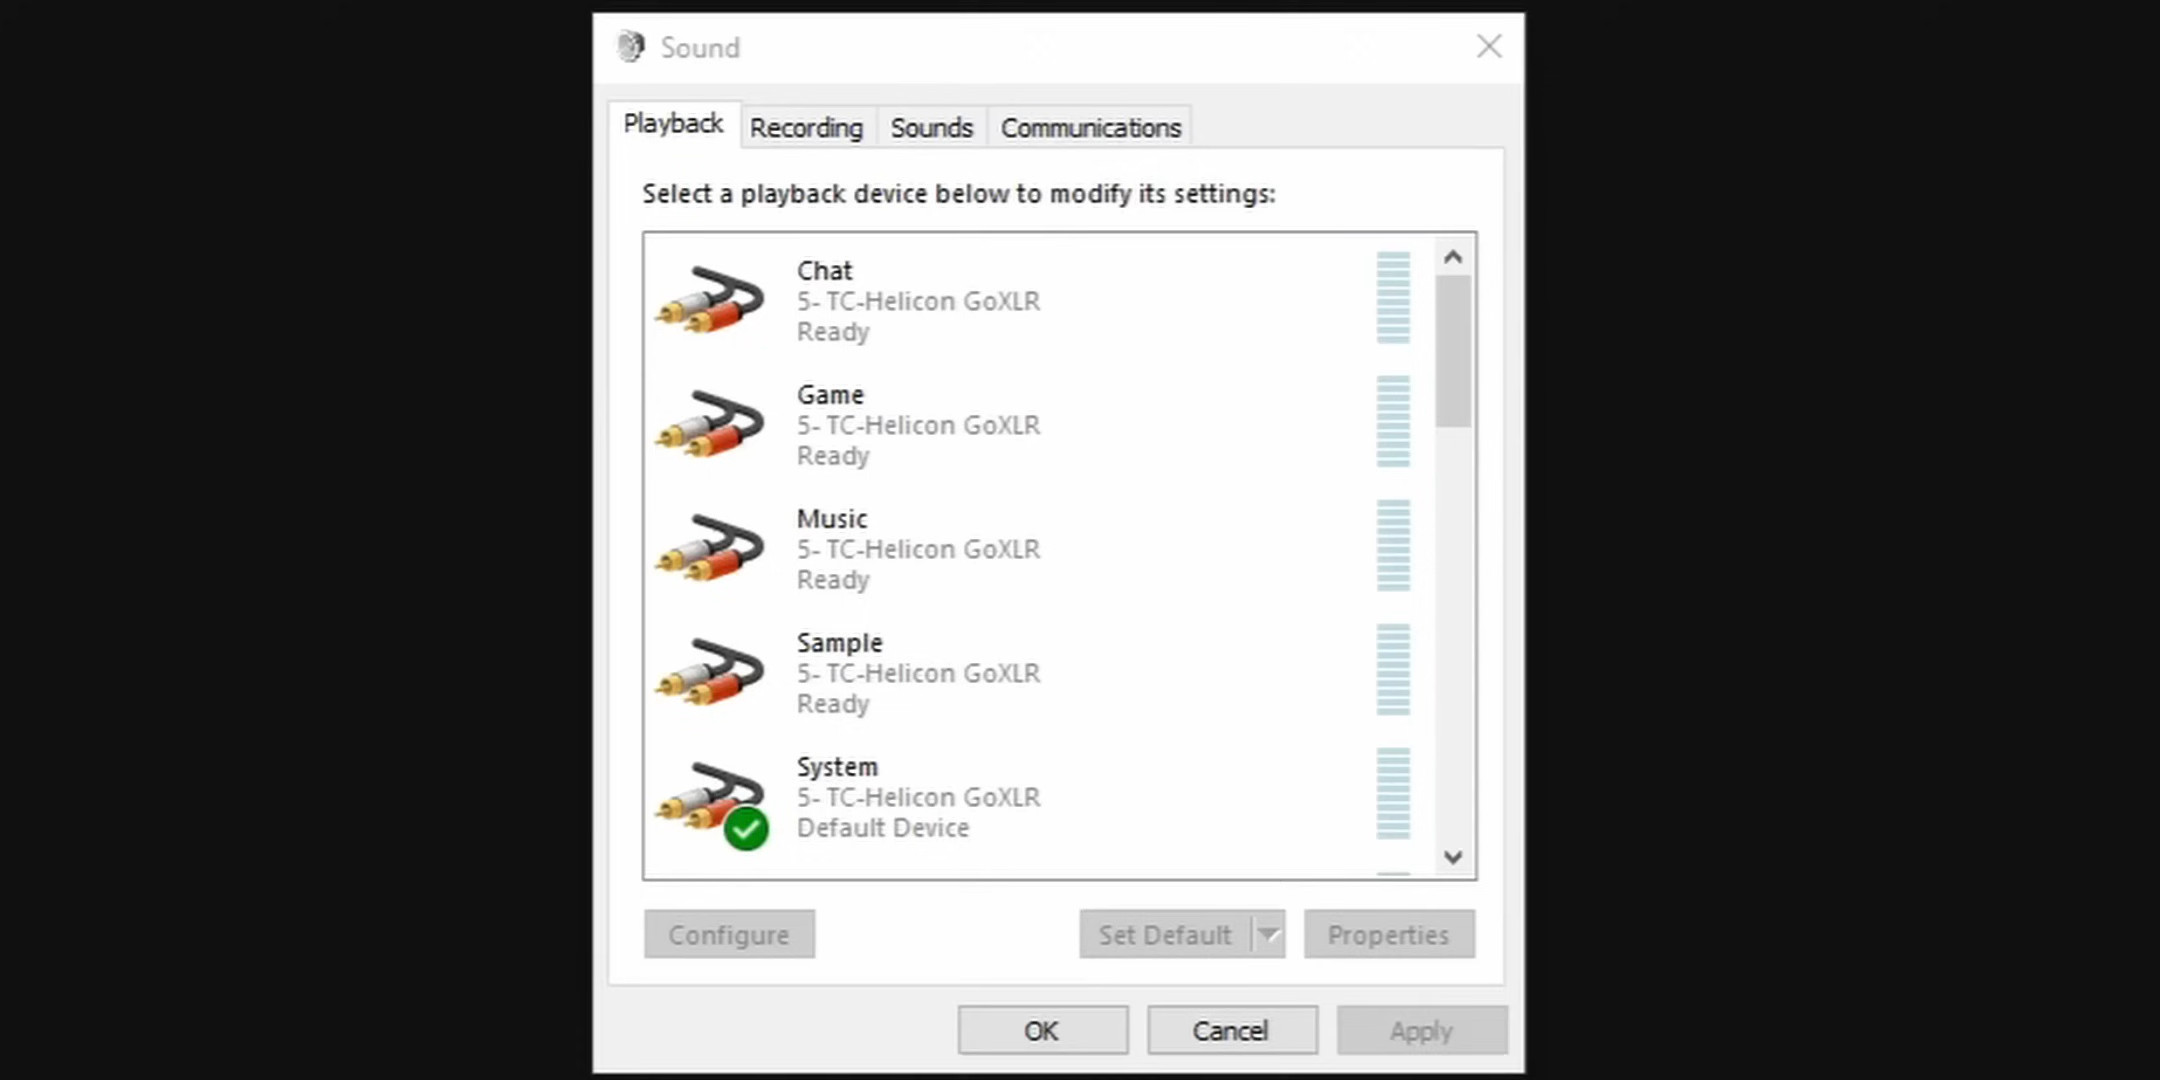 Sound
Playback
Recording
Sounds
Communications
Select a playback device below to modify its settings:
Chat
5- TC-Helicon GoXLR
Ready
Game
5- TC-Helicon GoXLR
Ready
Music
5- TC-Helicon GoXLR
Ready
Sample
5- TC-Helicon GoXLR
Ready
System
5- TC-Helicon GoXLR
Default Device
Configure
Set Default
Properties
OK
Cancel
Apply